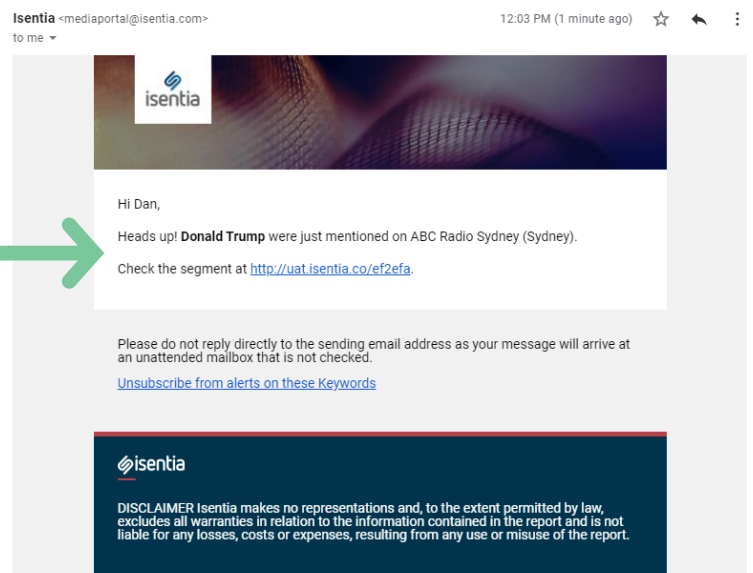 Isentia <mediaportal@isentia.com>
12:03 PM (1 minute ago)
to me
isentia
Hi Dan,
Heads up! Donald Trump were just mentioned on ABC Radio Sydney (Sydney).
Check the segment at http://uat.isentia.co/ef2efa.
Please do not reply directly to the sending email address as your message will arrive at
an unattended mailbox that is not checked.
Unsubscribe from alerts on these Keywords
isentia
DISCLAIMER Isentia makes no representations and, to the extent permitted by law,
excludes all warranties in relation to the information contained in the report and is not
liable for any losses, costs or expenses, resulting from any use or misuse of the report.